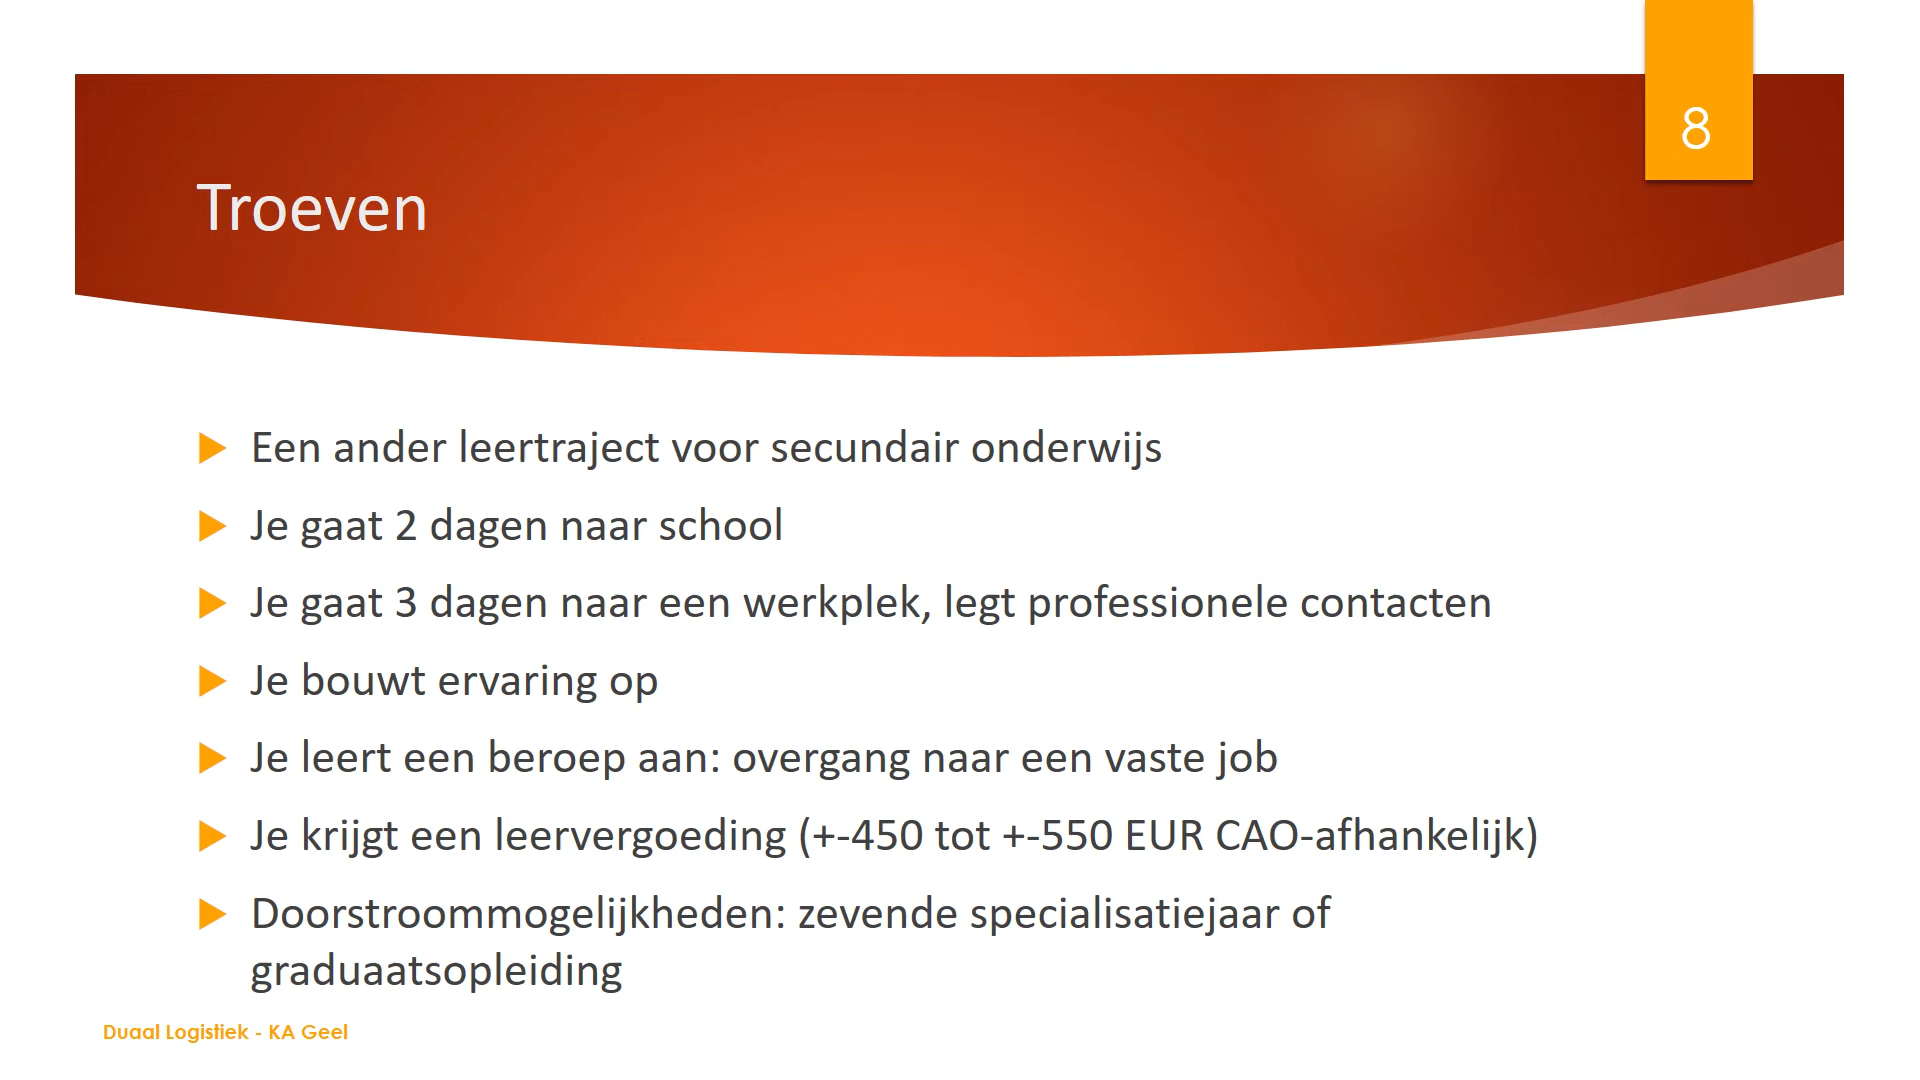 8
Troeven
Een ander leertraject voor secundair onderwijs
Je gaat 2 dagen naar school
Je gaat 3 dagen naar een werkplek, legt professionele contacten
Je bouwt ervaring op
Je leert een beroep aan: overgang naar een vaste job
Je krijgt een leervergoeding (+-450 tot +-550 EUR CAO-afhankelijk)
Doorstroommogelijkheden: zevende specialisatiejaar of
graduaatsopleiding
Duaal Logistiek - KA Geel